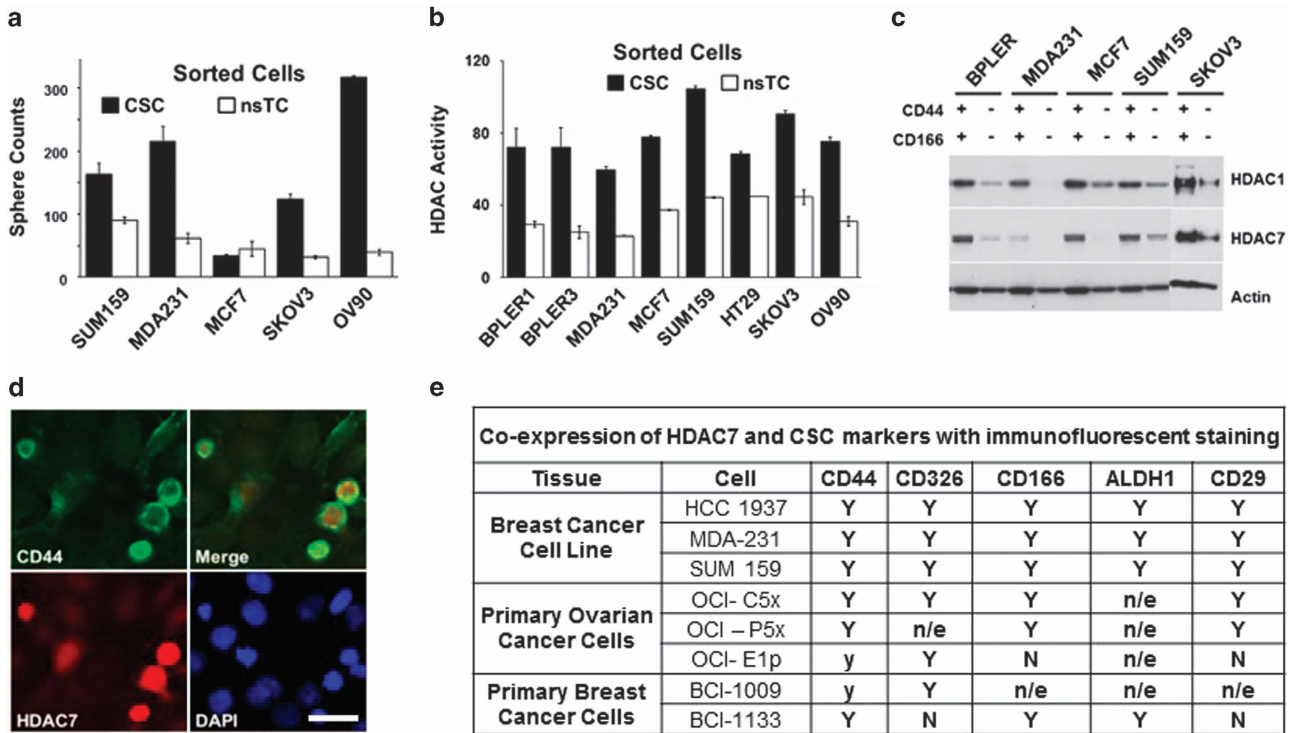 a
Sorted Cells
CSC nsTC
Sphere Counts
300
200
100
0
SUM159 MDA231 MCF7 SKOV3 OV90
b
Sorted Cells
CSC nsTC
HDAC Activity
120
80
40
0
BPLER1 BPLER3 MDA231 MCF7 SUM159 HT29 SKOV3 OV90
c
BPLER MDA231 MCF7 SUM159 SKOV3
CD44 + - + - + - + - + -
CD166 + - + - + - + - + -
HDAC1
HDAC7
Actin
d
CD44 Merge
HDAC7 DAPI
e
Co-expression of HDAC7 and CSC markers with immunofluorescent staining
Tissue Cell CD44 CD326 CD166 ALDH1 CD29
Breast Cancer
Cell Line
HCC 1937 Y Y Y Y Y
MDA-231 Y Y Y Y Y
SUM 159 Y Y Y Y Y
Primary Ovarian
Cancer Cells
OCI- C5x Y Y Y n/e Y
OCI – P5x Y n/e Y n/e Y
OCI- E1p y Y N n/e N
Primary Breast
Cancer Cells
BCI-1009 y Y n/e n/e n/e
BCI-1133 Y N Y Y N